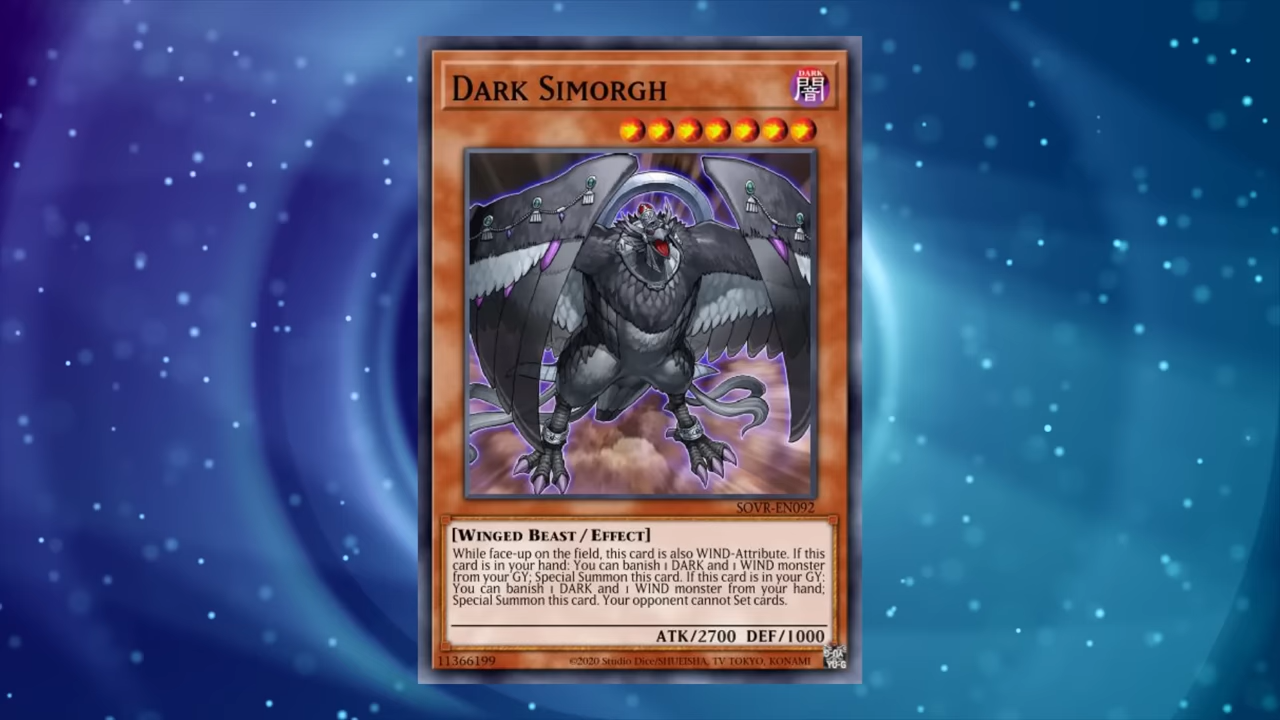 DARK SIMORGH
DARK
闇
SOVR-EN092
[WINGED BEAST / EFFECT]
While face-up on the field, this card is also WIND-Attribute. If this
card is in your hand: You can banish 1 DARK and 1 WIND monster
from your GY; Special Summon this card. If this card is in your GY:
You can banish 1 DARK and 1 WIND monster from your hand;
Special Summon this card. Your opponent cannot Set cards.
ATK/2700 DEF/1000
11366199
©2020 Studio Dice/SHUEISHA, TV TOKYO, KONAMI